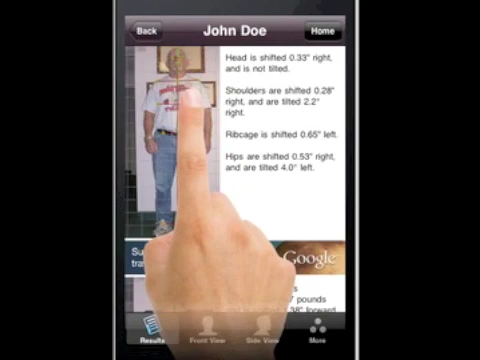 Back
John Doe
Home
Head is shifted 0.33" right,
and is not tilted.
Shoulders are shifted 0.28"
right, and are tilted 2.2°
right.
Ribcage is shifted 0.65" left.
Hips are shifted 0.53" right,
and are tilted 4.0° left.
Google
pounds
forward
Results
Front View
Side View
More